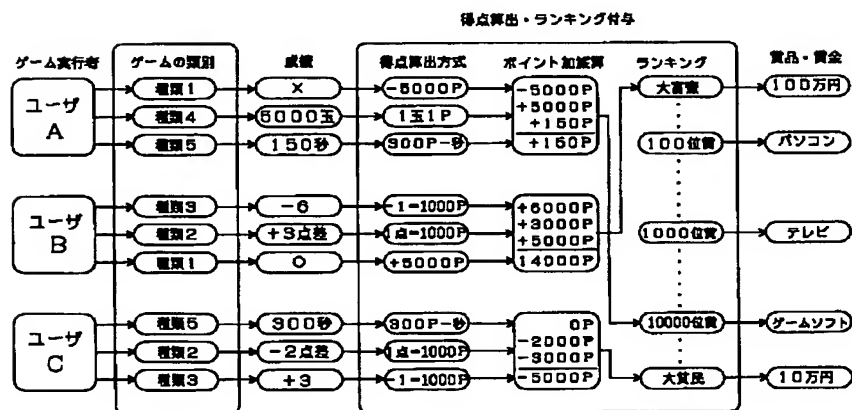 得点算出・ランキング付与
ゲーム実行者 ゲームの類別 成績 得点算出方式 ポイント加減算 ランキング 賞品・賞金
ユーザ
A
種類1 × -5000P -5000P 大富豪 100万円
種類4 5000玉 1玉1P +5000P
+150P
種類5 150秒 300P-秒 +150P 100位賞 パソコン
ユーザ
B
種類3 -6 -1=1000P +6000P
種類2 +3点差 1点=1000P +3000P 1000位賞 テレビ
+5000P
種類1 ○ +5000P 14000P
ユーザ
C
種類5 300秒 300P-秒 0P 10000位賞 ゲームソフト
-2000P
種類2 -2点差 1点=1000P -3000P
種類3 +3 -1=1000P -5000P 大貧民 10万円